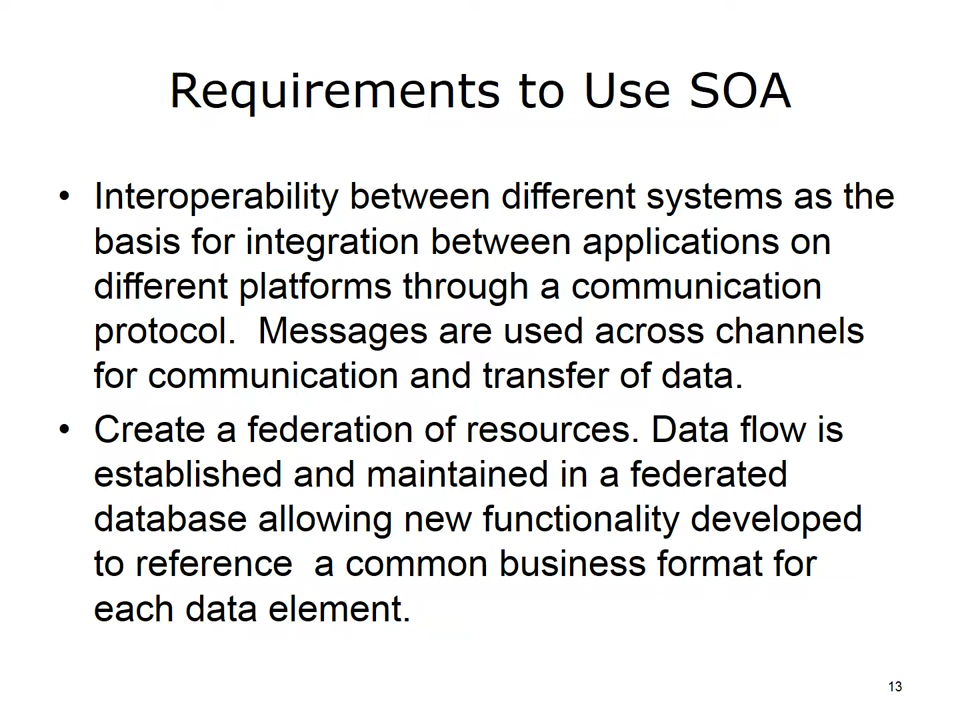 Requirements to Use SOA
• Interoperability between different systems as the
basis for integration between applications on
different platforms through a communication
protocol.  Messages are used across channels
for communication and transfer of data.
• Create a federation of resources. Data flow is
established and maintained in a federated
database allowing new functionality developed
to reference  a common business format for
each data element.
13